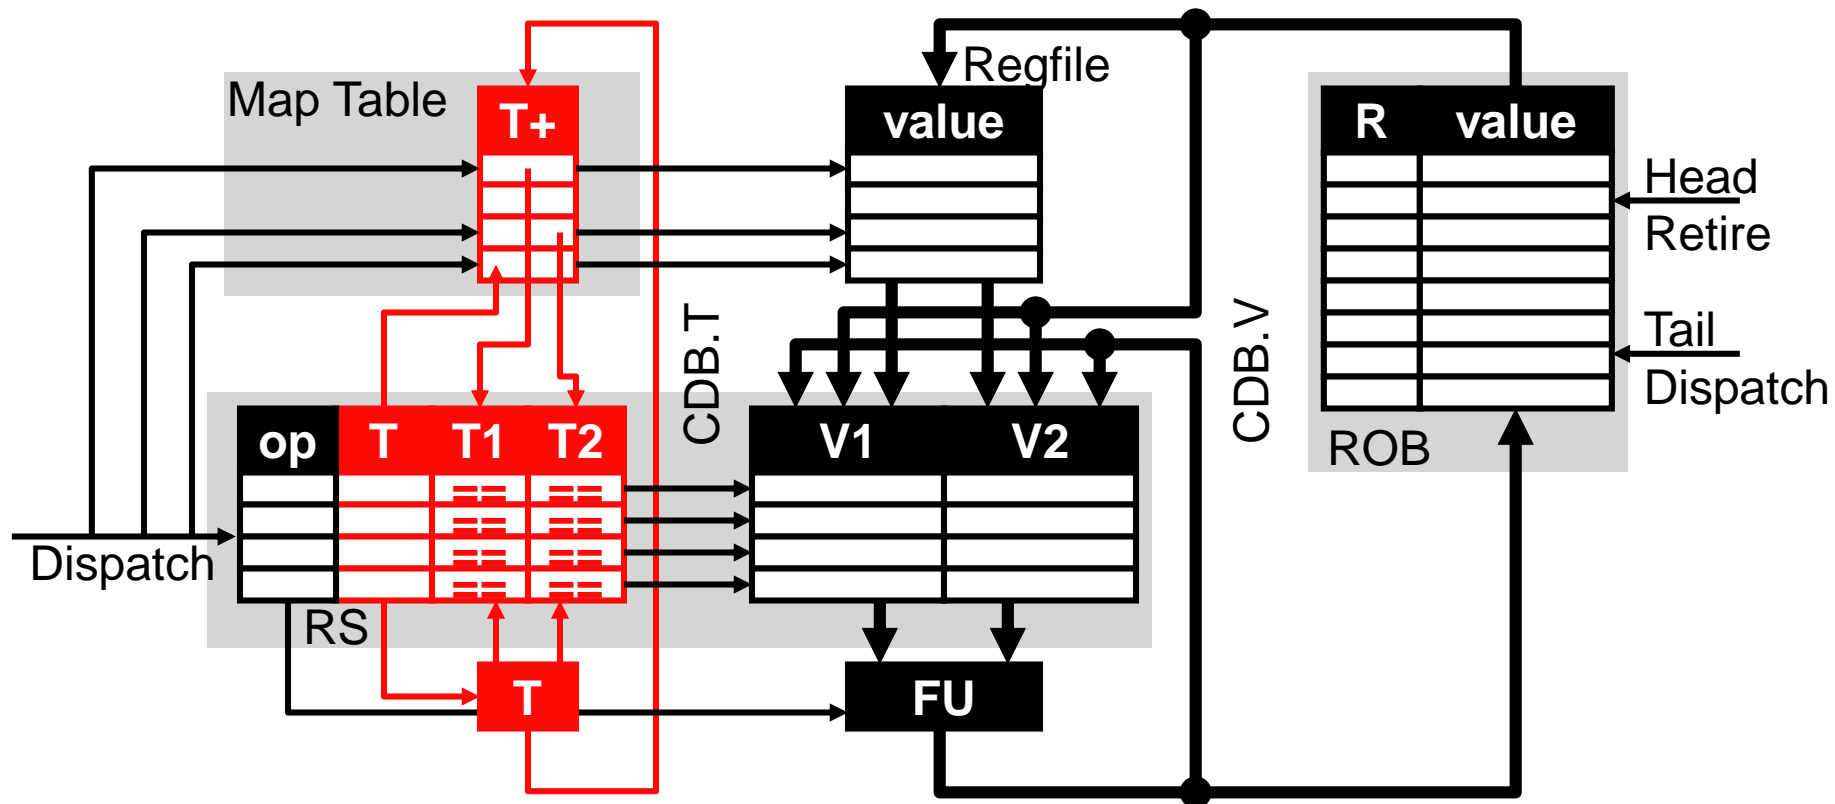 Map Table
T+
Regfile
value
R
value
Head
Retire
Tail
Dispatch
ROB
CDB.T
CDB.V
op
T
T1
T2
V1
V2
== ==
== ==
== ==
== ==
== ==
== ==
== ==
== ==
Dispatch
RS
T
FU